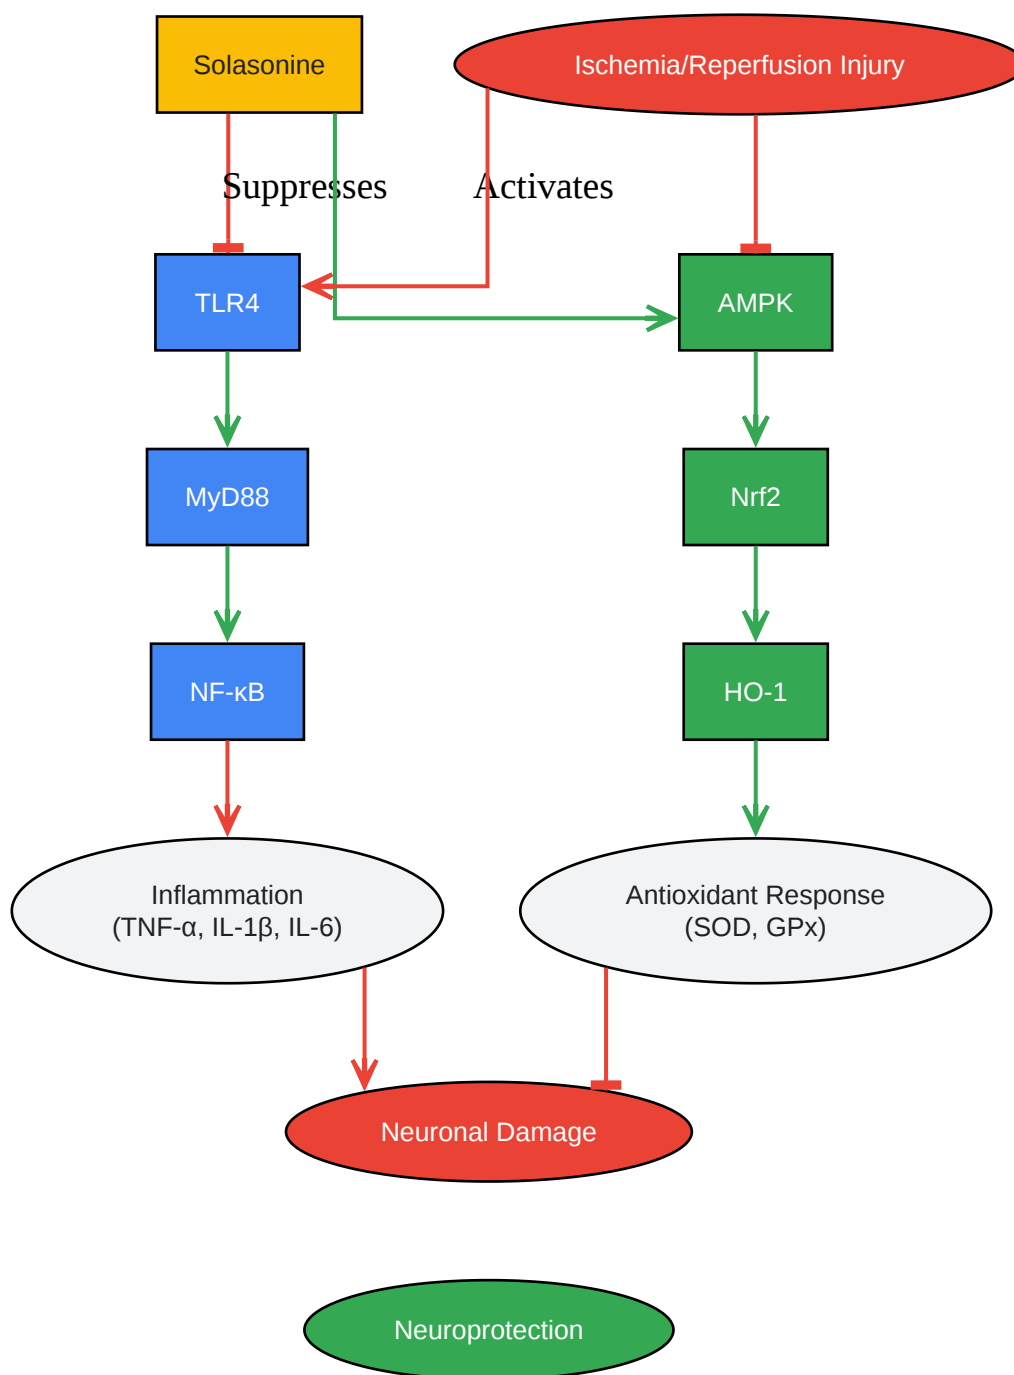 Solasonine
Ischemia/Reperfusion Injury
Suppresses
Activates
TLR4
AMPK
MyD88
Nrf2
NF-κB
HO-1
Inflammation
(TNF-α, IL-1β, IL-6)
Antioxidant Response
(SOD, GPx)
Neuronal Damage
Neuroprotection